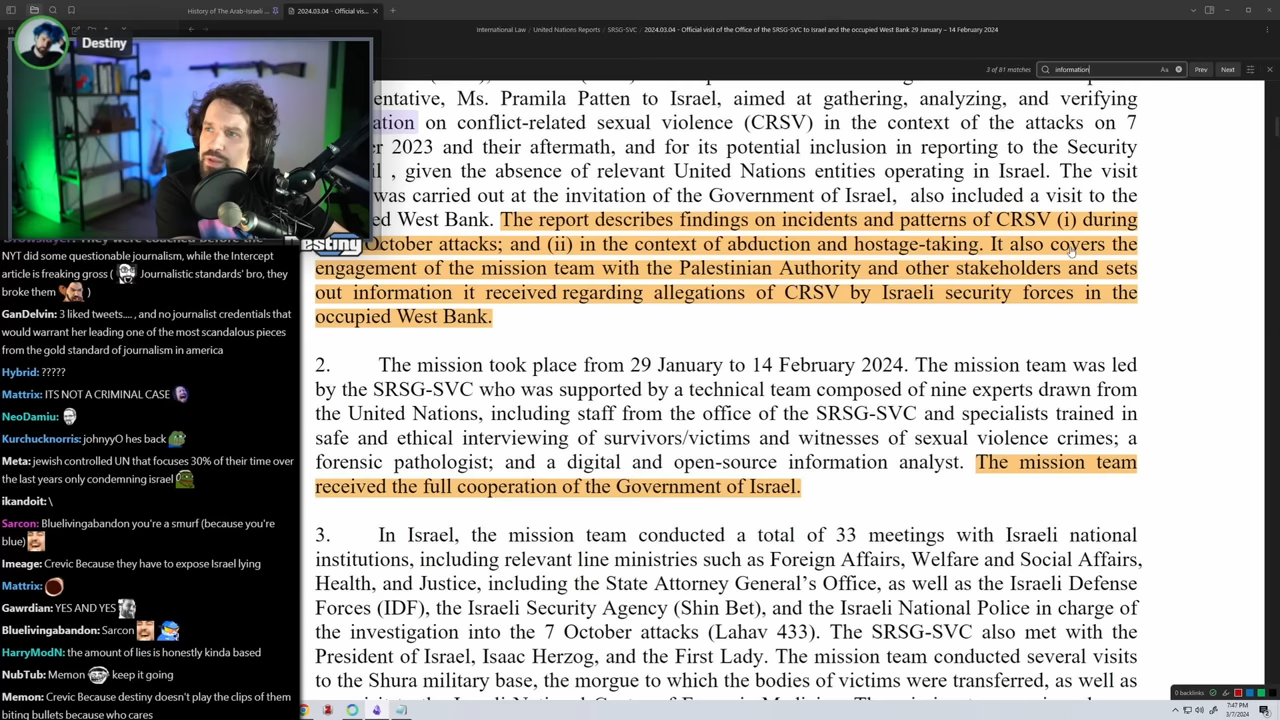 History of The Arab-Israeli
2024.03.04 - Official vis...
International Law / United Nations Reports / SRSG-SVC / 2024.03.04 - Official visit of the Office of the SRSG-SVC to Israel and the occupied West Bank 29 January – 14 February 2024
Destiny
3 of 81 matches
information
Aa
Prev
Next
entative, Ms. Pramila Patten to Israel, aimed at gathering, analyzing, and verifying
ation on conflict-related sexual violence (CRSV) in the context of the attacks on 7
r 2023 and their aftermath, and for its potential inclusion in reporting to the Security
il , given the absence of relevant United Nations entities operating in Israel. The visit
was carried out at the invitation of the Government of Israel, also included a visit to the
ed West Bank. The report describes findings on incidents and patterns of CRSV (i) during
October attacks; and (ii) in the context of abduction and hostage-taking. It also covers the
engagement of the mission team with the Palestinian Authority and other stakeholders and sets
out information it received regarding allegations of CRSV by Israeli security forces in the
occupied West Bank.
2. The mission took place from 29 January to 14 February 2024. The mission team was led
by the SRSG-SVC who was supported by a technical team composed of nine experts drawn from
the United Nations, including staff from the office of the SRSG-SVC and specialists trained in
safe and ethical interviewing of survivors/victims and witnesses of sexual violence crimes; a
forensic pathologist; and a digital and open-source information analyst. The mission team
received the full cooperation of the Government of Israel.
3. In Israel, the mission team conducted a total of 33 meetings with Israeli national
institutions, including relevant line ministries such as Foreign Affairs, Welfare and Social Affairs,
Health, and Justice, including the State Attorney General's Office, as well as the Israeli Defense
Forces (IDF), the Israeli Security Agency (Shin Bet), and the Israeli National Police in charge of
the investigation into the 7 October attacks (Lahav 433). The SRSG-SVC also met with the
President of Israel, Isaac Herzog, and the First Lady. The mission team conducted several visits
to the Shura military base, the morgue to which the bodies of victims were transferred, as well as
Destiny
They were coached before the
NYT did some questionable journalism, while the Intercept
article is freaking gross ( Journalistic standards' bro, they
broke them )
GanDelvin: 3 liked tweets...., and no journalist credentials that
would warrant her leading one of the most scandalous pieces
from the gold standard of journalism in america
Hybrid: ?????
Mattrix: ITS NOT A CRIMINAL CASE
NeoDamiu:
Kurchucknorris: johnyyO hes back
Meta: jewish controlled UN that focuses 30% of their time over
the last years only condemning israel
ikandoit: \
Sarcon: Bluelivingabandon you're a smurf (because you're
blue)
Imeage: Crevic Because they have to expose Israel lying
Mattrix:
Gawrdian: YES AND YES
Bluelivingabandon: Sarcon
HarryModN: the amount of lies is honestly kinda based
NubTub: Memon keep it going
Memon: Crevic Because destiny doesn't play the clips of them
biting bullets because who cares
0 backlinks
7:47 PM
3/7/2024